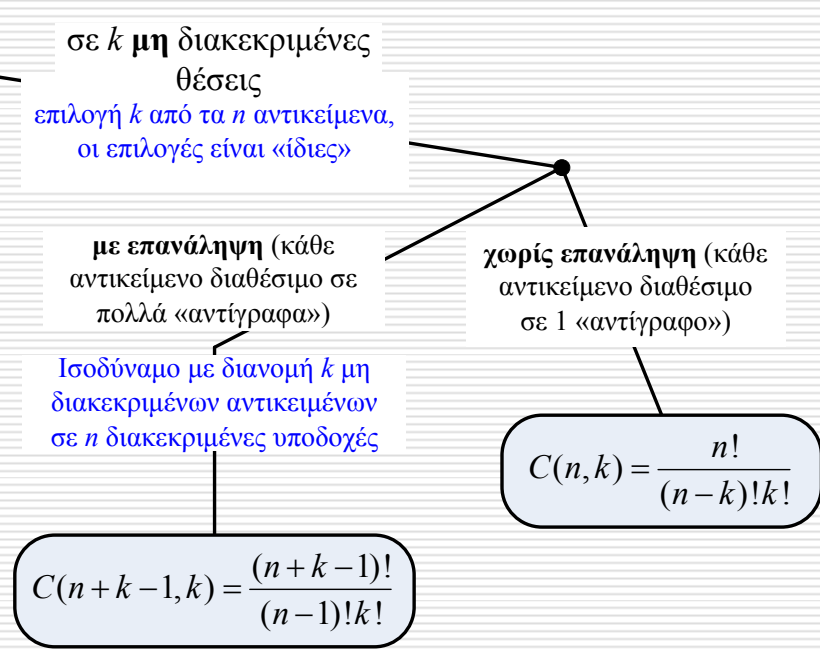 σε k μη διακεκριμένες
θέσεις
επιλογή k από τα n αντικείμενα,
οι επιλογές είναι «ίδιες»
με επανάληψη (κάθε
αντικείμενο διαθέσιμο σε
πολλά «αντίγραφα»)
Ισοδύναμο με διανομή k μη
διακεκριμένων αντικειμένων
σε n διακεκριμένες υποδοχές
C(n+k−1,k) = (n+k−1)! / (n−1)!k!
χωρίς επανάληψη (κάθε
αντικείμενο διαθέσιμο
σε 1 «αντίγραφο»)
C(n,k) = n! / (n−k)!k!